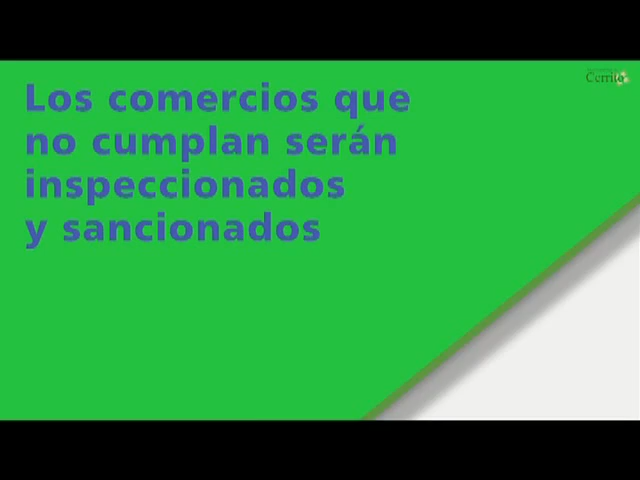 Cerrito
Los comercios que
no cumplan serán
inspeccionados
y sancionados